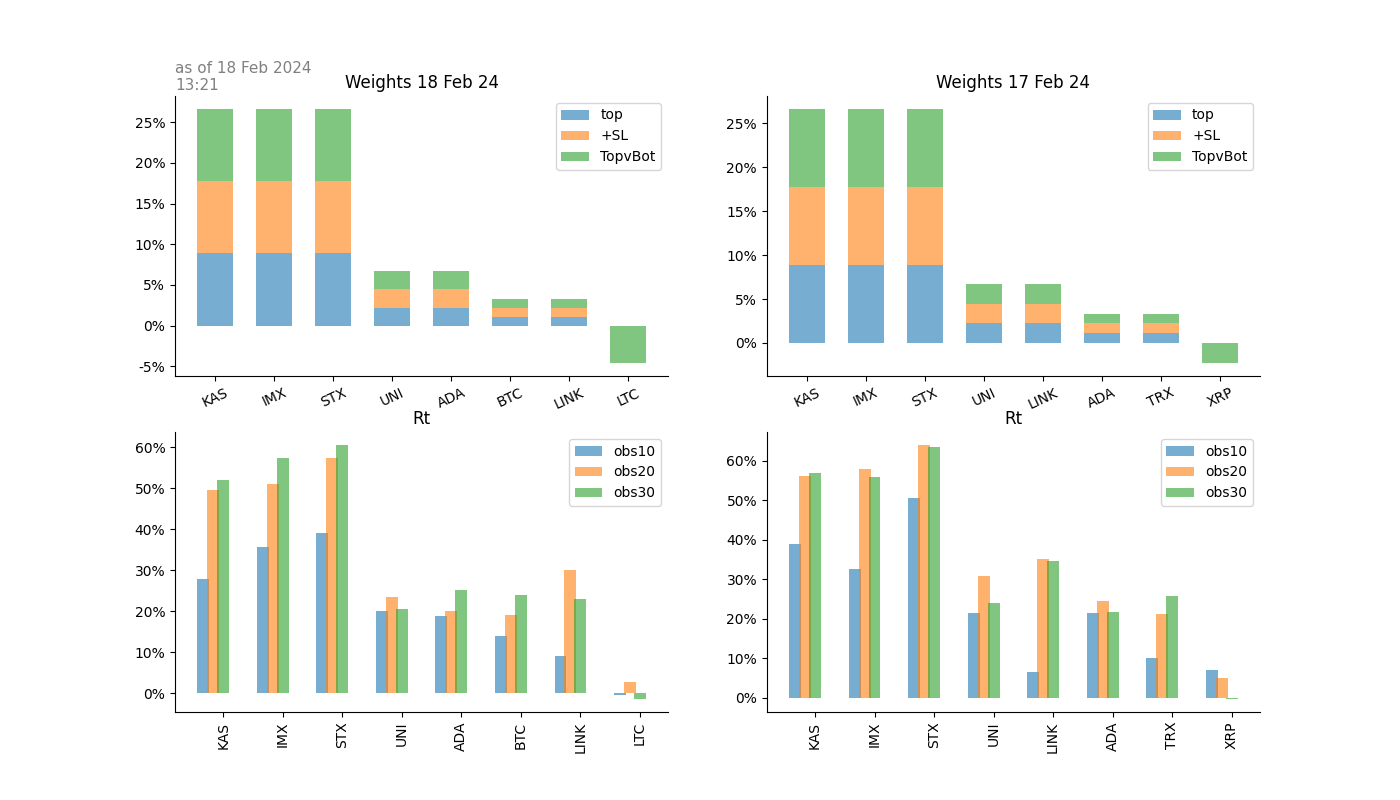 as of 18 Feb 2024
13:21
Weights 18 Feb 24
25%
20%
15%
10%
5%
0%
-5%
top
+SL
TopvBot
KAS IMX STX UNI ADA BTC LINK LTC
Weights 17 Feb 24
25%
20%
15%
10%
5%
0%
top
+SL
TopvBot
KAS IMX STX UNI LINK ADA TRX XRP
Rt
60%
50%
40%
30%
20%
10%
0%
obs10
obs20
obs30
KAS IMX STX UNI ADA BTC LINK LTC
Rt
60%
50%
40%
30%
20%
10%
0%
obs10
obs20
obs30
KAS IMX STX UNI LINK ADA TRX XRP